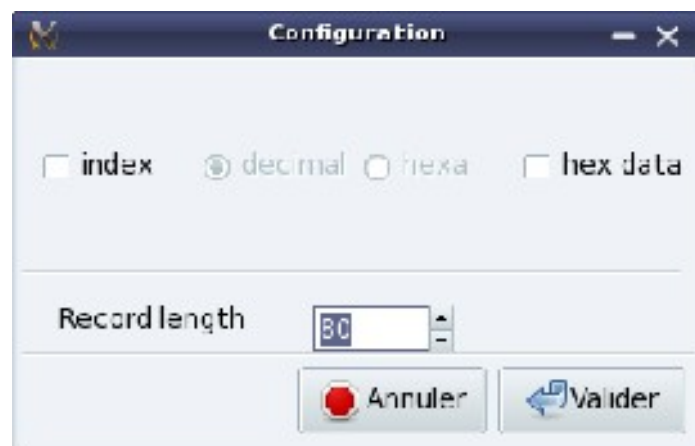 Configuration
index decimal hexa hex data
Record length 80
Annuler Valider